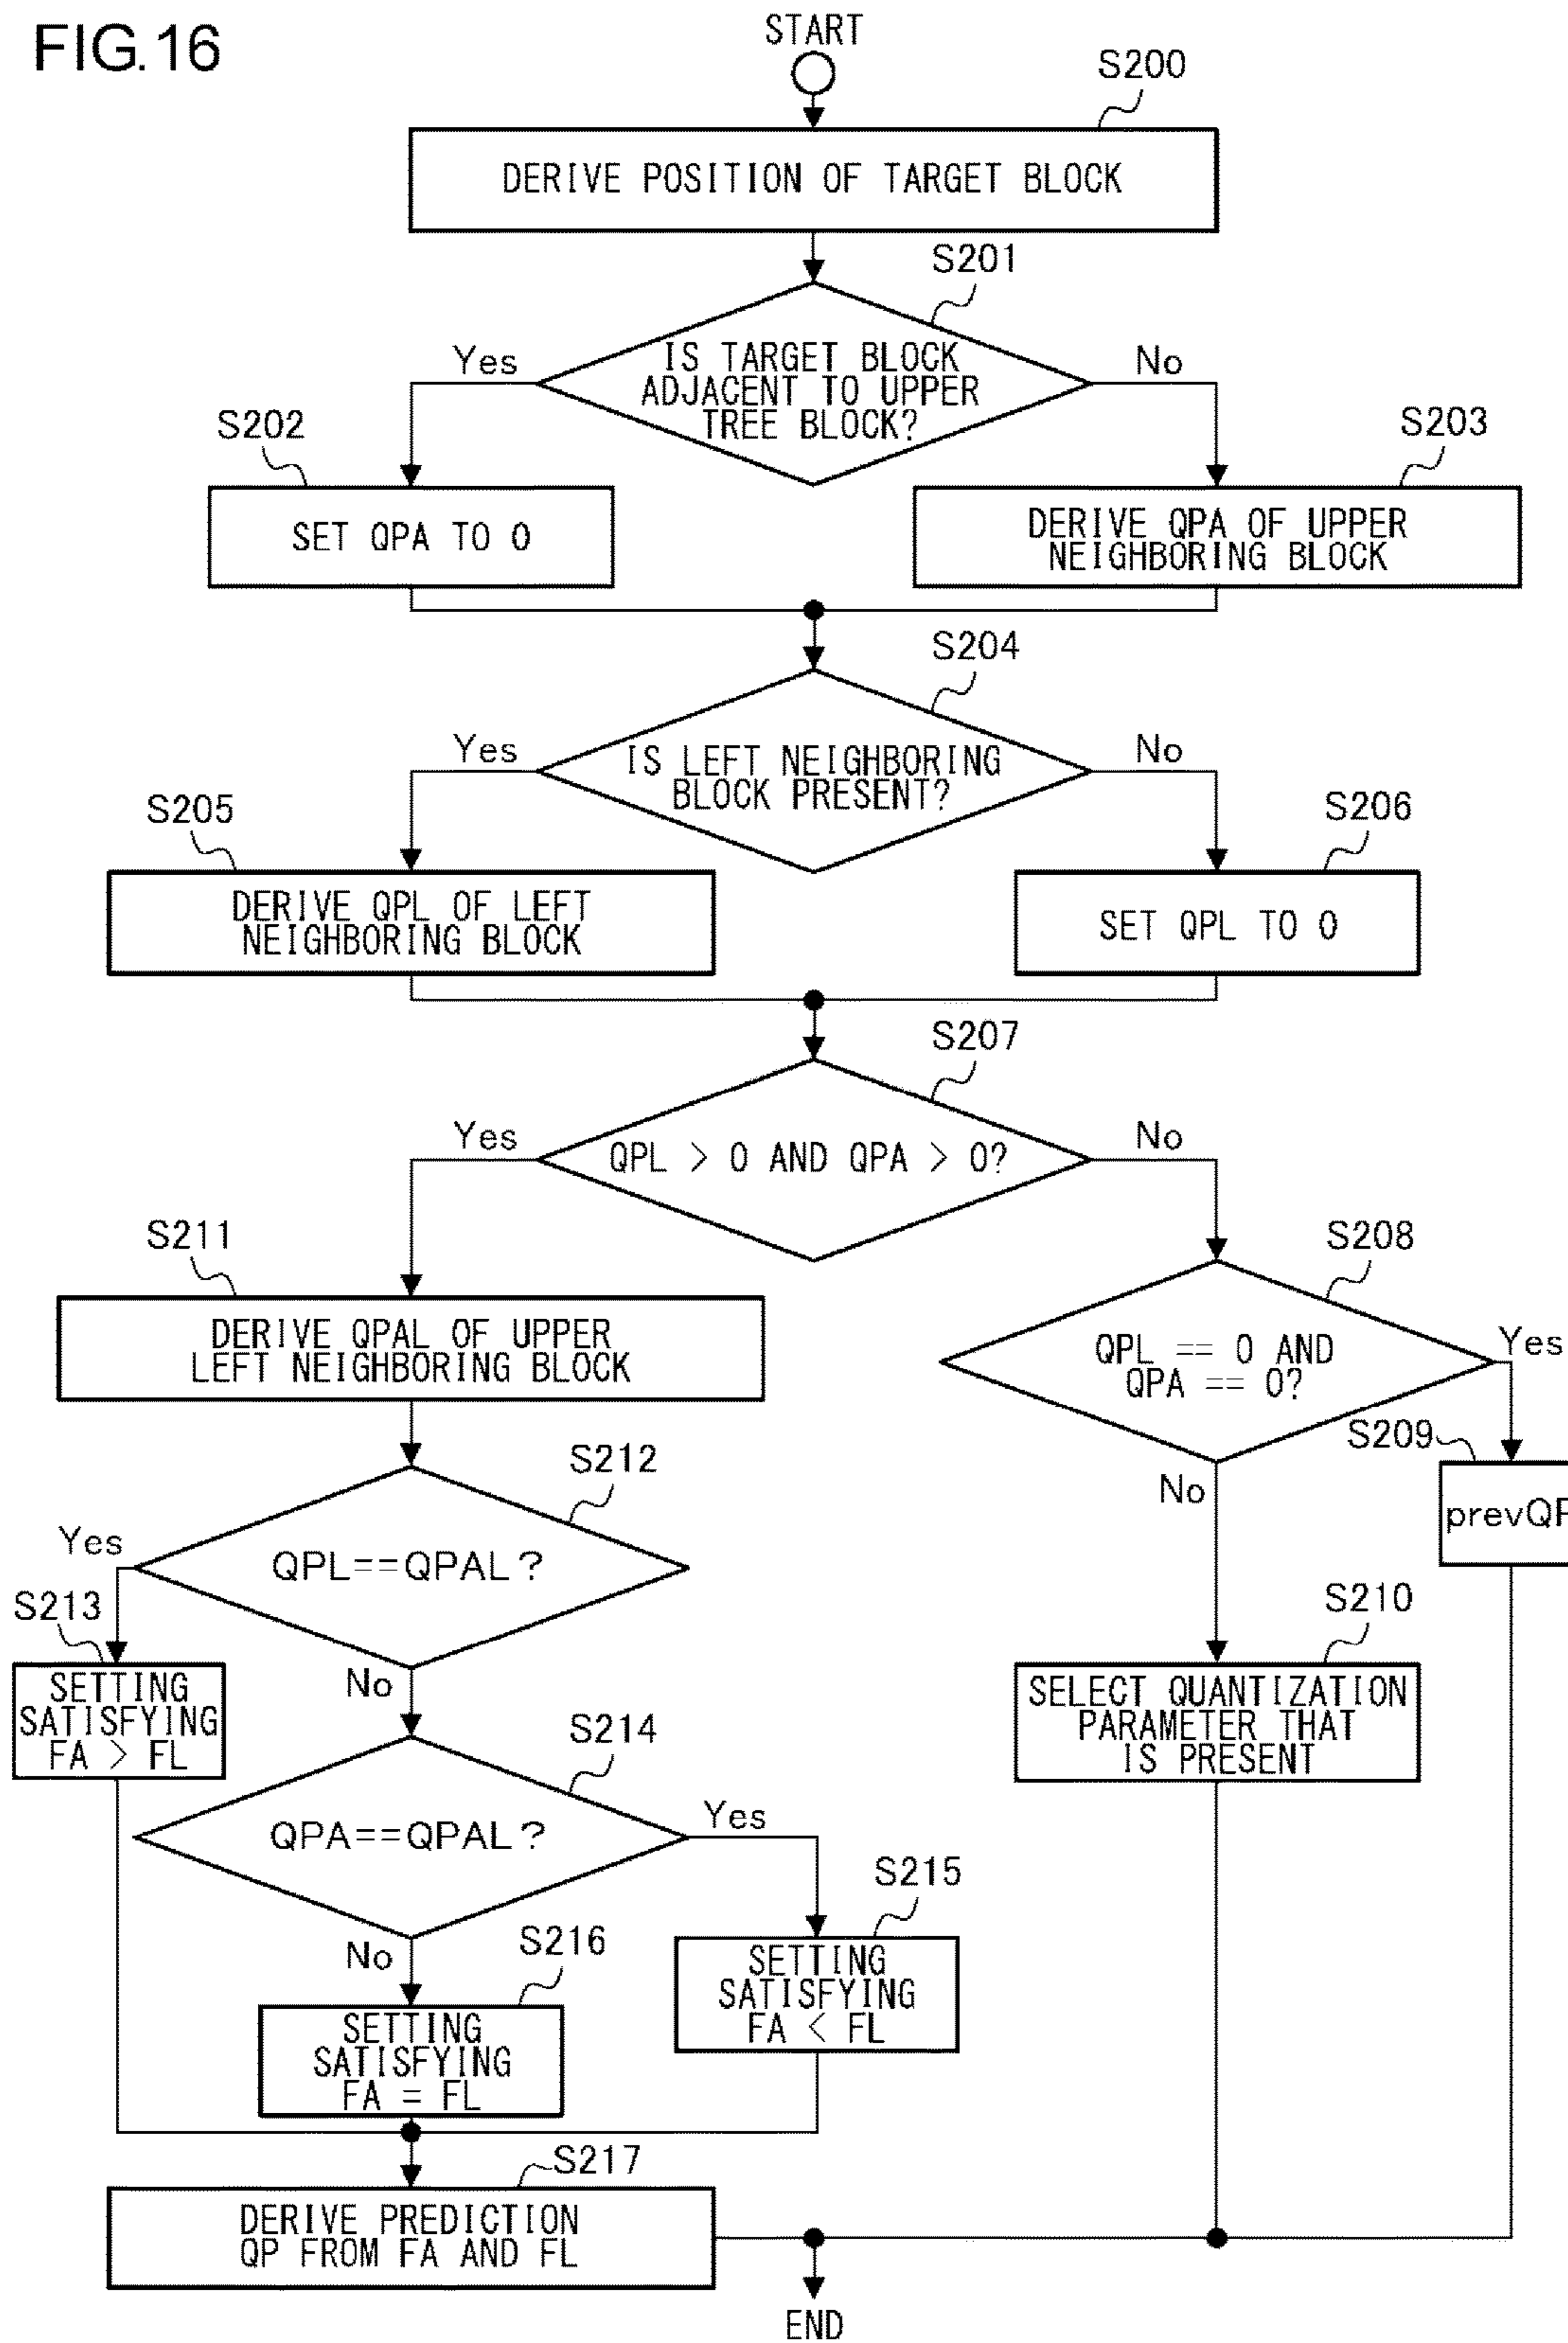 FIG.16
START
S200
DERIVE POSITION OF TARGET BLOCK
S201
IS TARGET BLOCK
ADJACENT TO UPPER
TREE BLOCK?
Yes
No
S202
SET QPA TO 0
S203
DERIVE QPA OF UPPER
NEIGHBORING BLOCK
S204
IS LEFT NEIGHBORING
BLOCK PRESENT?
Yes
No
S205
DERIVE QPL OF LEFT
NEIGHBORING BLOCK
S206
SET QPL TO 0
S207
QPL > 0 AND QPA > 0?
Yes
No
S211
DERIVE QPAL OF UPPER
LEFT NEIGHBORING BLOCK
S208
QPL == 0 AND
QPA == 0?
Yes
No
S209
prevQP
S212
QPL==QPAL?
Yes
No
S213
SETTING
SATISFYING
FA > FL
S210
SELECT QUANTIZATION
PARAMETER THAT
IS PRESENT
S214
QPA==QPAL?
Yes
No
S215
SETTING
SATISFYING
FA < FL
S216
SETTING
SATISFYING
FA = FL
S217
DERIVE PREDICTION
QP FROM FA AND FL
END